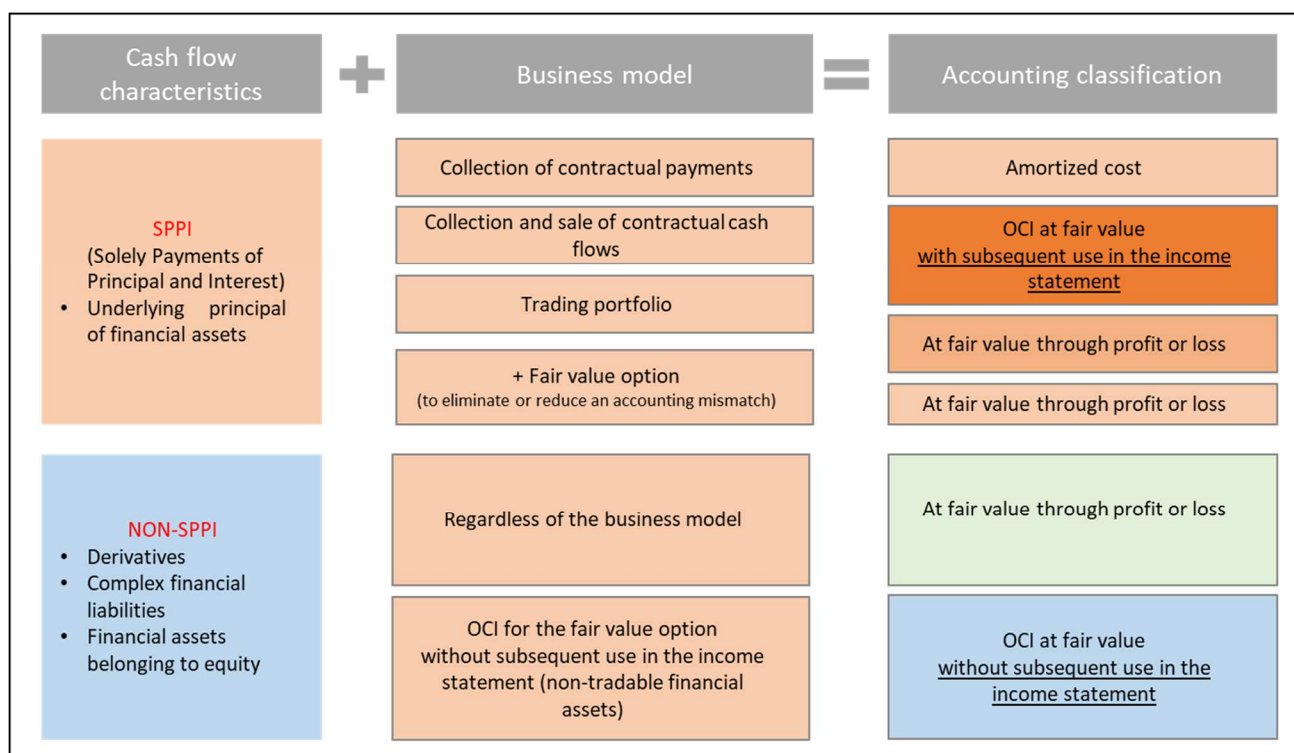 Cash flow
characteristics
+
Business model
=
Accounting classification
SPPI
(Solely Payments of
Principal and Interest)
• Underlying principal
of financial assets
Collection of contractual payments
Collection and sale of contractual cash
flows
Trading portfolio
+ Fair value option
(to eliminate or reduce an accounting mismatch)
Amortized cost
OCI at fair value
with subsequent use in the income
statement
At fair value through profit or loss
At fair value through profit or loss
NON-SPPI
• Derivatives
• Complex financial
liabilities
• Financial assets
belonging to equity
Regardless of the business model
OCI for the fair value option
without subsequent use in the income
statement (non-tradable financial
assets)
At fair value through profit or loss
OCI at fair value
without subsequent use in the
income statement